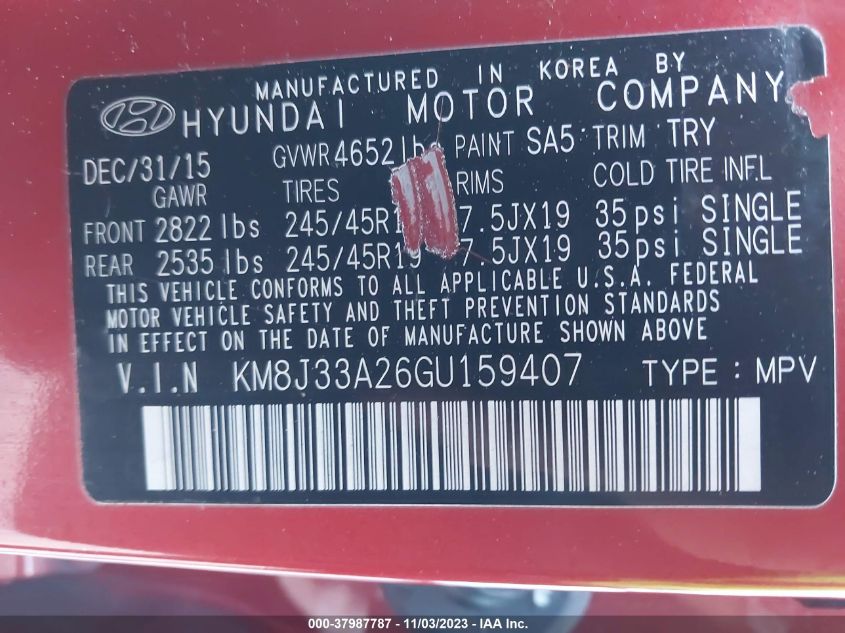 MANUFACTURED IN KOREA BY
HYUNDAI MOTOR COMPANY
DEC/31/15 GVWR 4652 lbs PAINT SA5 TRIM TRY
GAWR TIRES RIMS COLD TIRE INFL
FRONT 2822 lbs 245/45R 7.5JX19 35psi SINGLE
REAR 2535 lbs 245/45R19 7.5JX19 35psi SINGLE
THIS VEHICLE CONFORMS TO ALL APPLICABLE U.S.A. FEDERAL
MOTOR VEHICLE SAFETY AND THEFT PREVENTION STANDARDS
IN EFFECT ON THE DATE OF MANUFACTURE SHOWN ABOVE
V.I.N KM8J33A26GU159407 TYPE : MPV
000-37987787 - 11/03/2023 - IAA Inc.